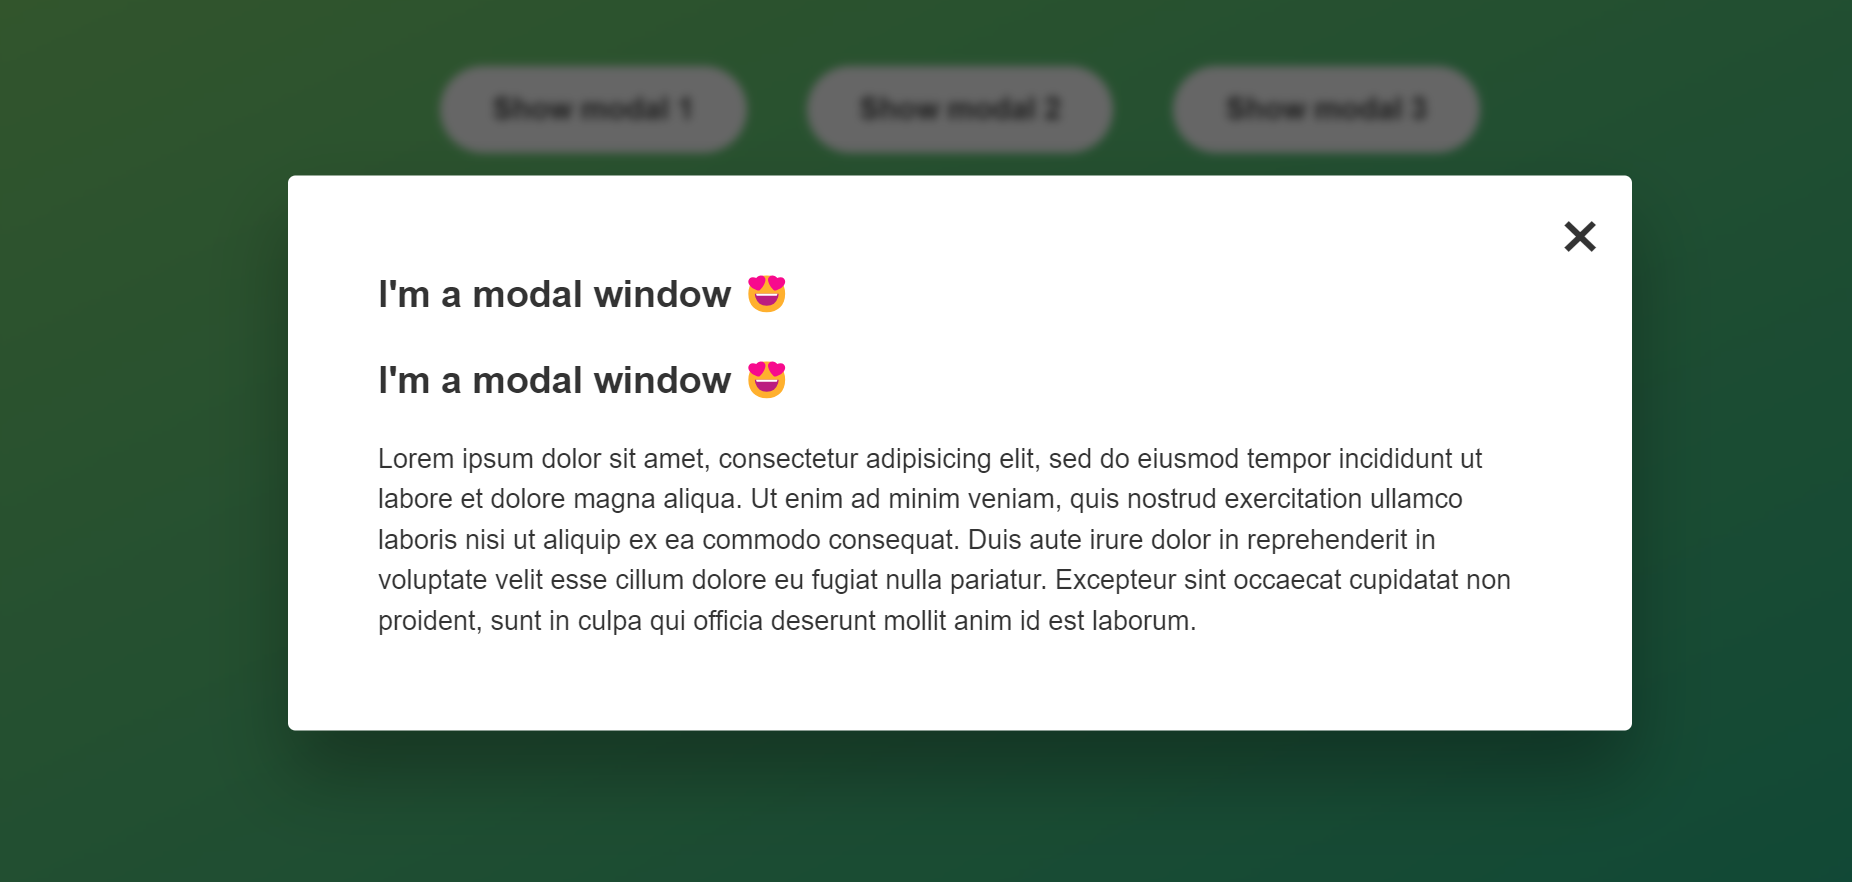 Show modal 1 Show modal 2 Show modal 3
×
I'm a modal window 😍
I'm a modal window 😍
Lorem ipsum dolor sit amet, consectetur adipisicing elit, sed do eiusmod tempor incididunt ut
labore et dolore magna aliqua. Ut enim ad minim veniam, quis nostrud exercitation ullamco
laboris nisi ut aliquip ex ea commodo consequat. Duis aute irure dolor in reprehenderit in
voluptate velit esse cillum dolore eu fugiat nulla pariatur. Excepteur sint occaecat cupidatat non
proident, sunt in culpa qui officia deserunt mollit anim id est laborum.